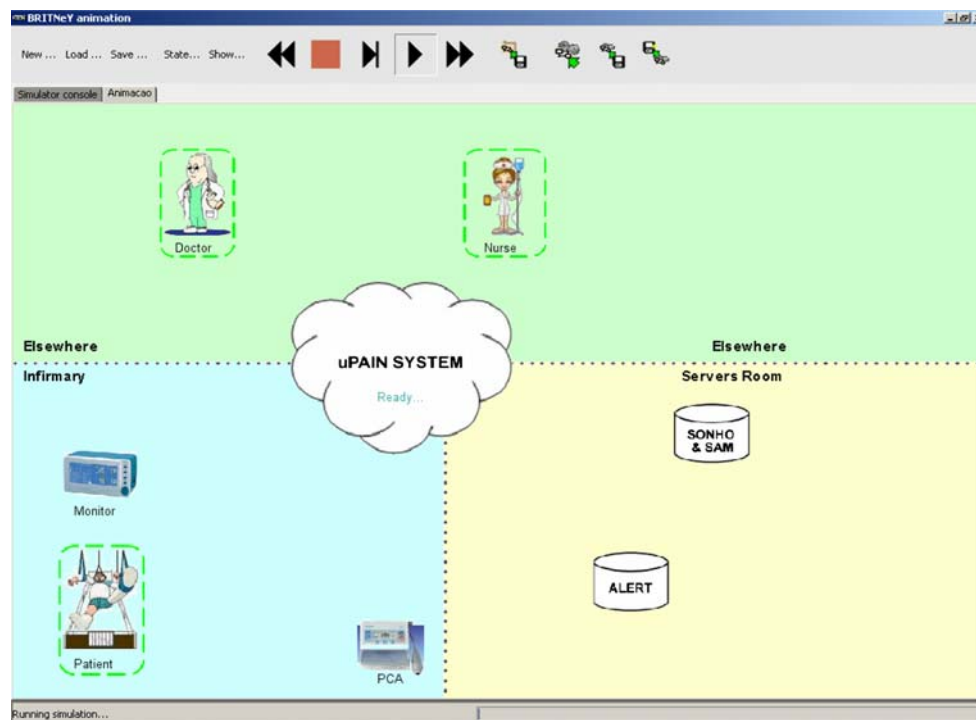 BRITNeY animation
New ... Load ... Save ... State... Show...
Simulator console Animacao
Doctor
Nurse
Elsewhere
Elsewhere
uPAIN SYSTEM
Ready...
Infirmary
Servers Room
SONHO
& SAM
Monitor
ALERT
Patient
PCA
Running simulation...